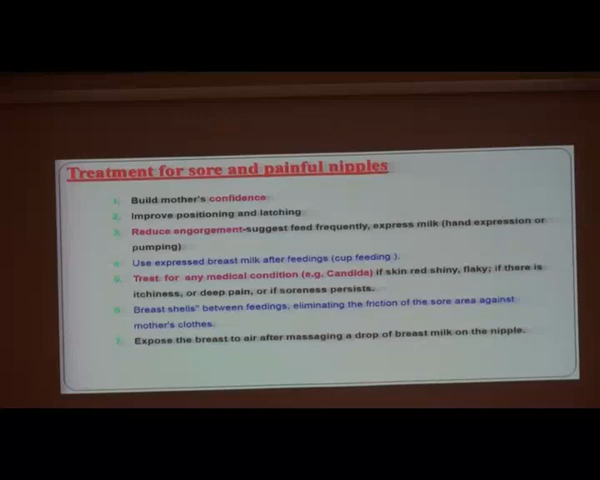 Treatment for sore and painful nipples
1. Build mother's confidence
2. Improve positioning and latching
3. Reduce engorgement-suggest feed frequently, express milk (hand expression or
pumping)
4. Use expressed breast milk after feedings (cup feeding ).
5. Treat for any medical condition (e.g. Candida) if skin red shiny, flaky; if there is
itchiness, or deep pain, or if soreness persists.
6. Breast shells" between feedings, eliminating the friction of the sore area against
mother's clothes.
7. Expose the breast to air after massaging a drop of breast milk on the nipple.